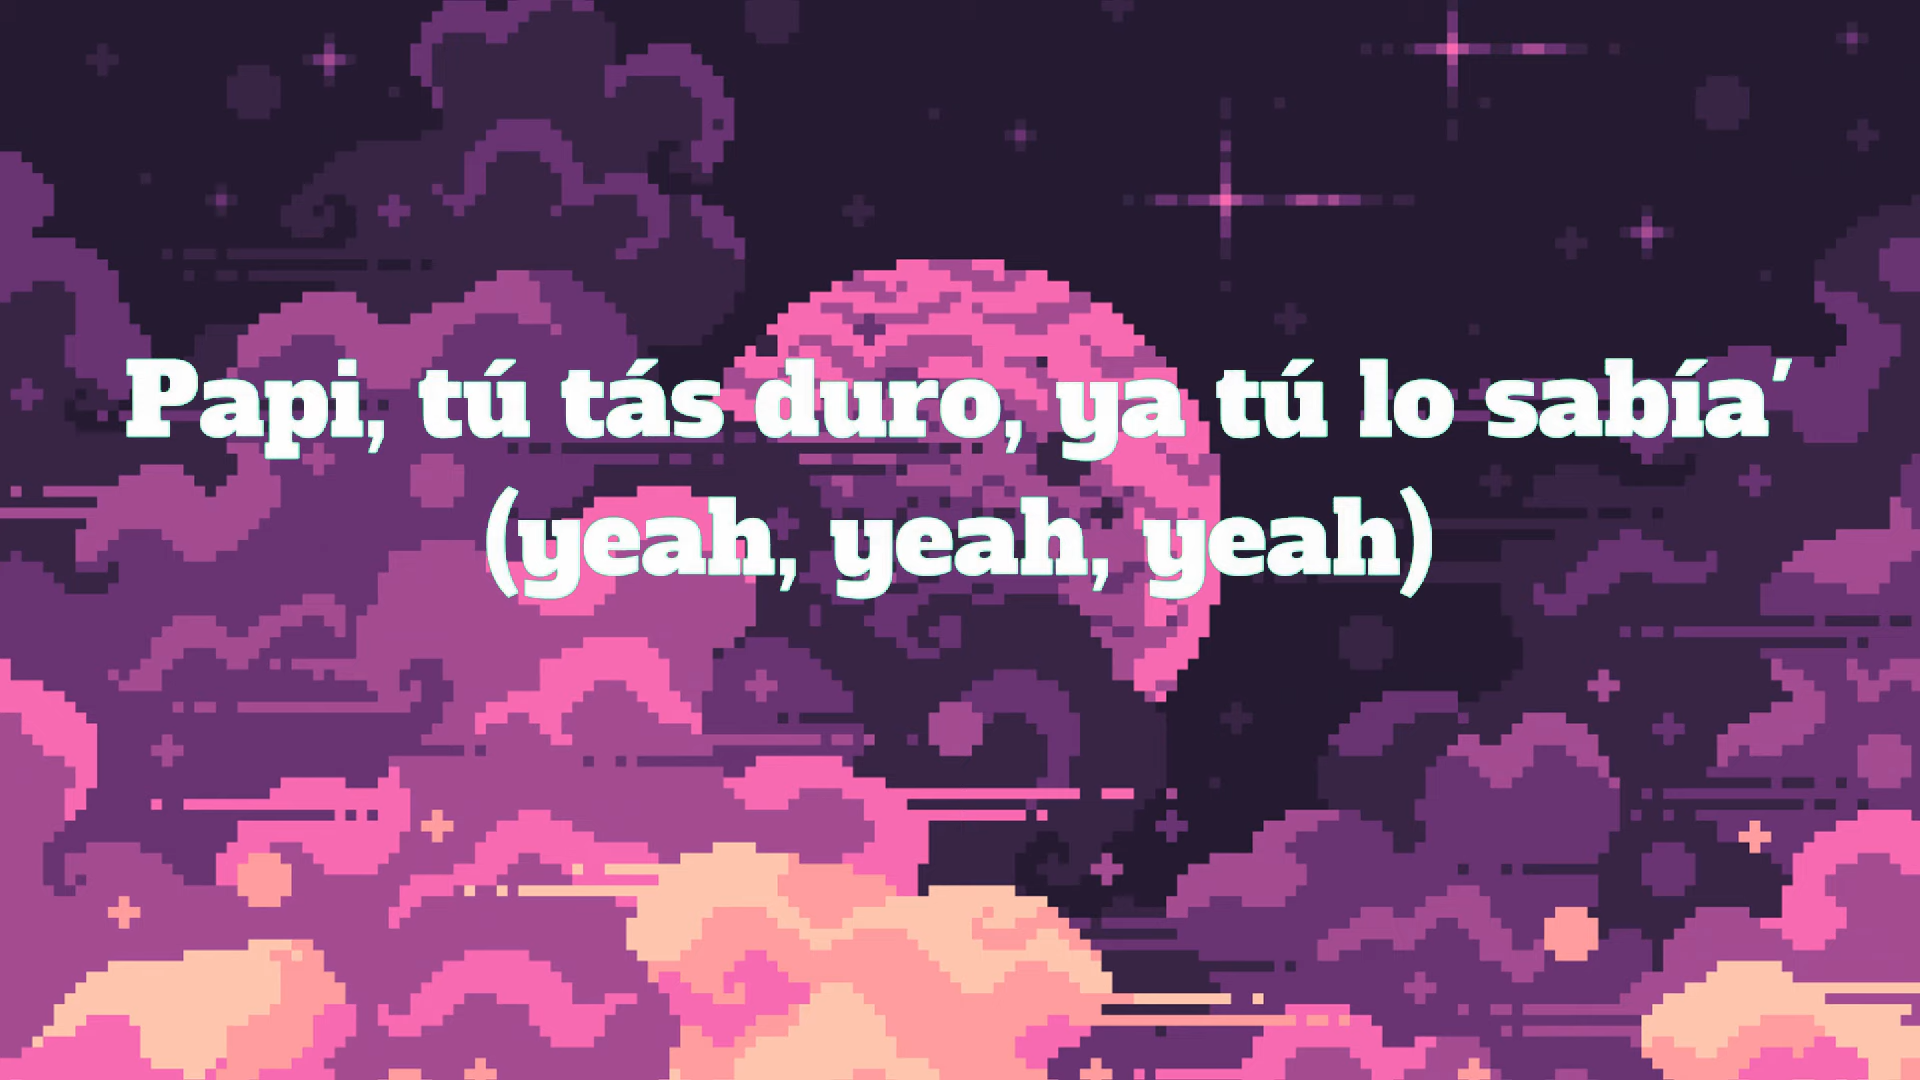 Papi, tú tás duro, ya tú lo sabía’
(yeah, yeah, yeah)